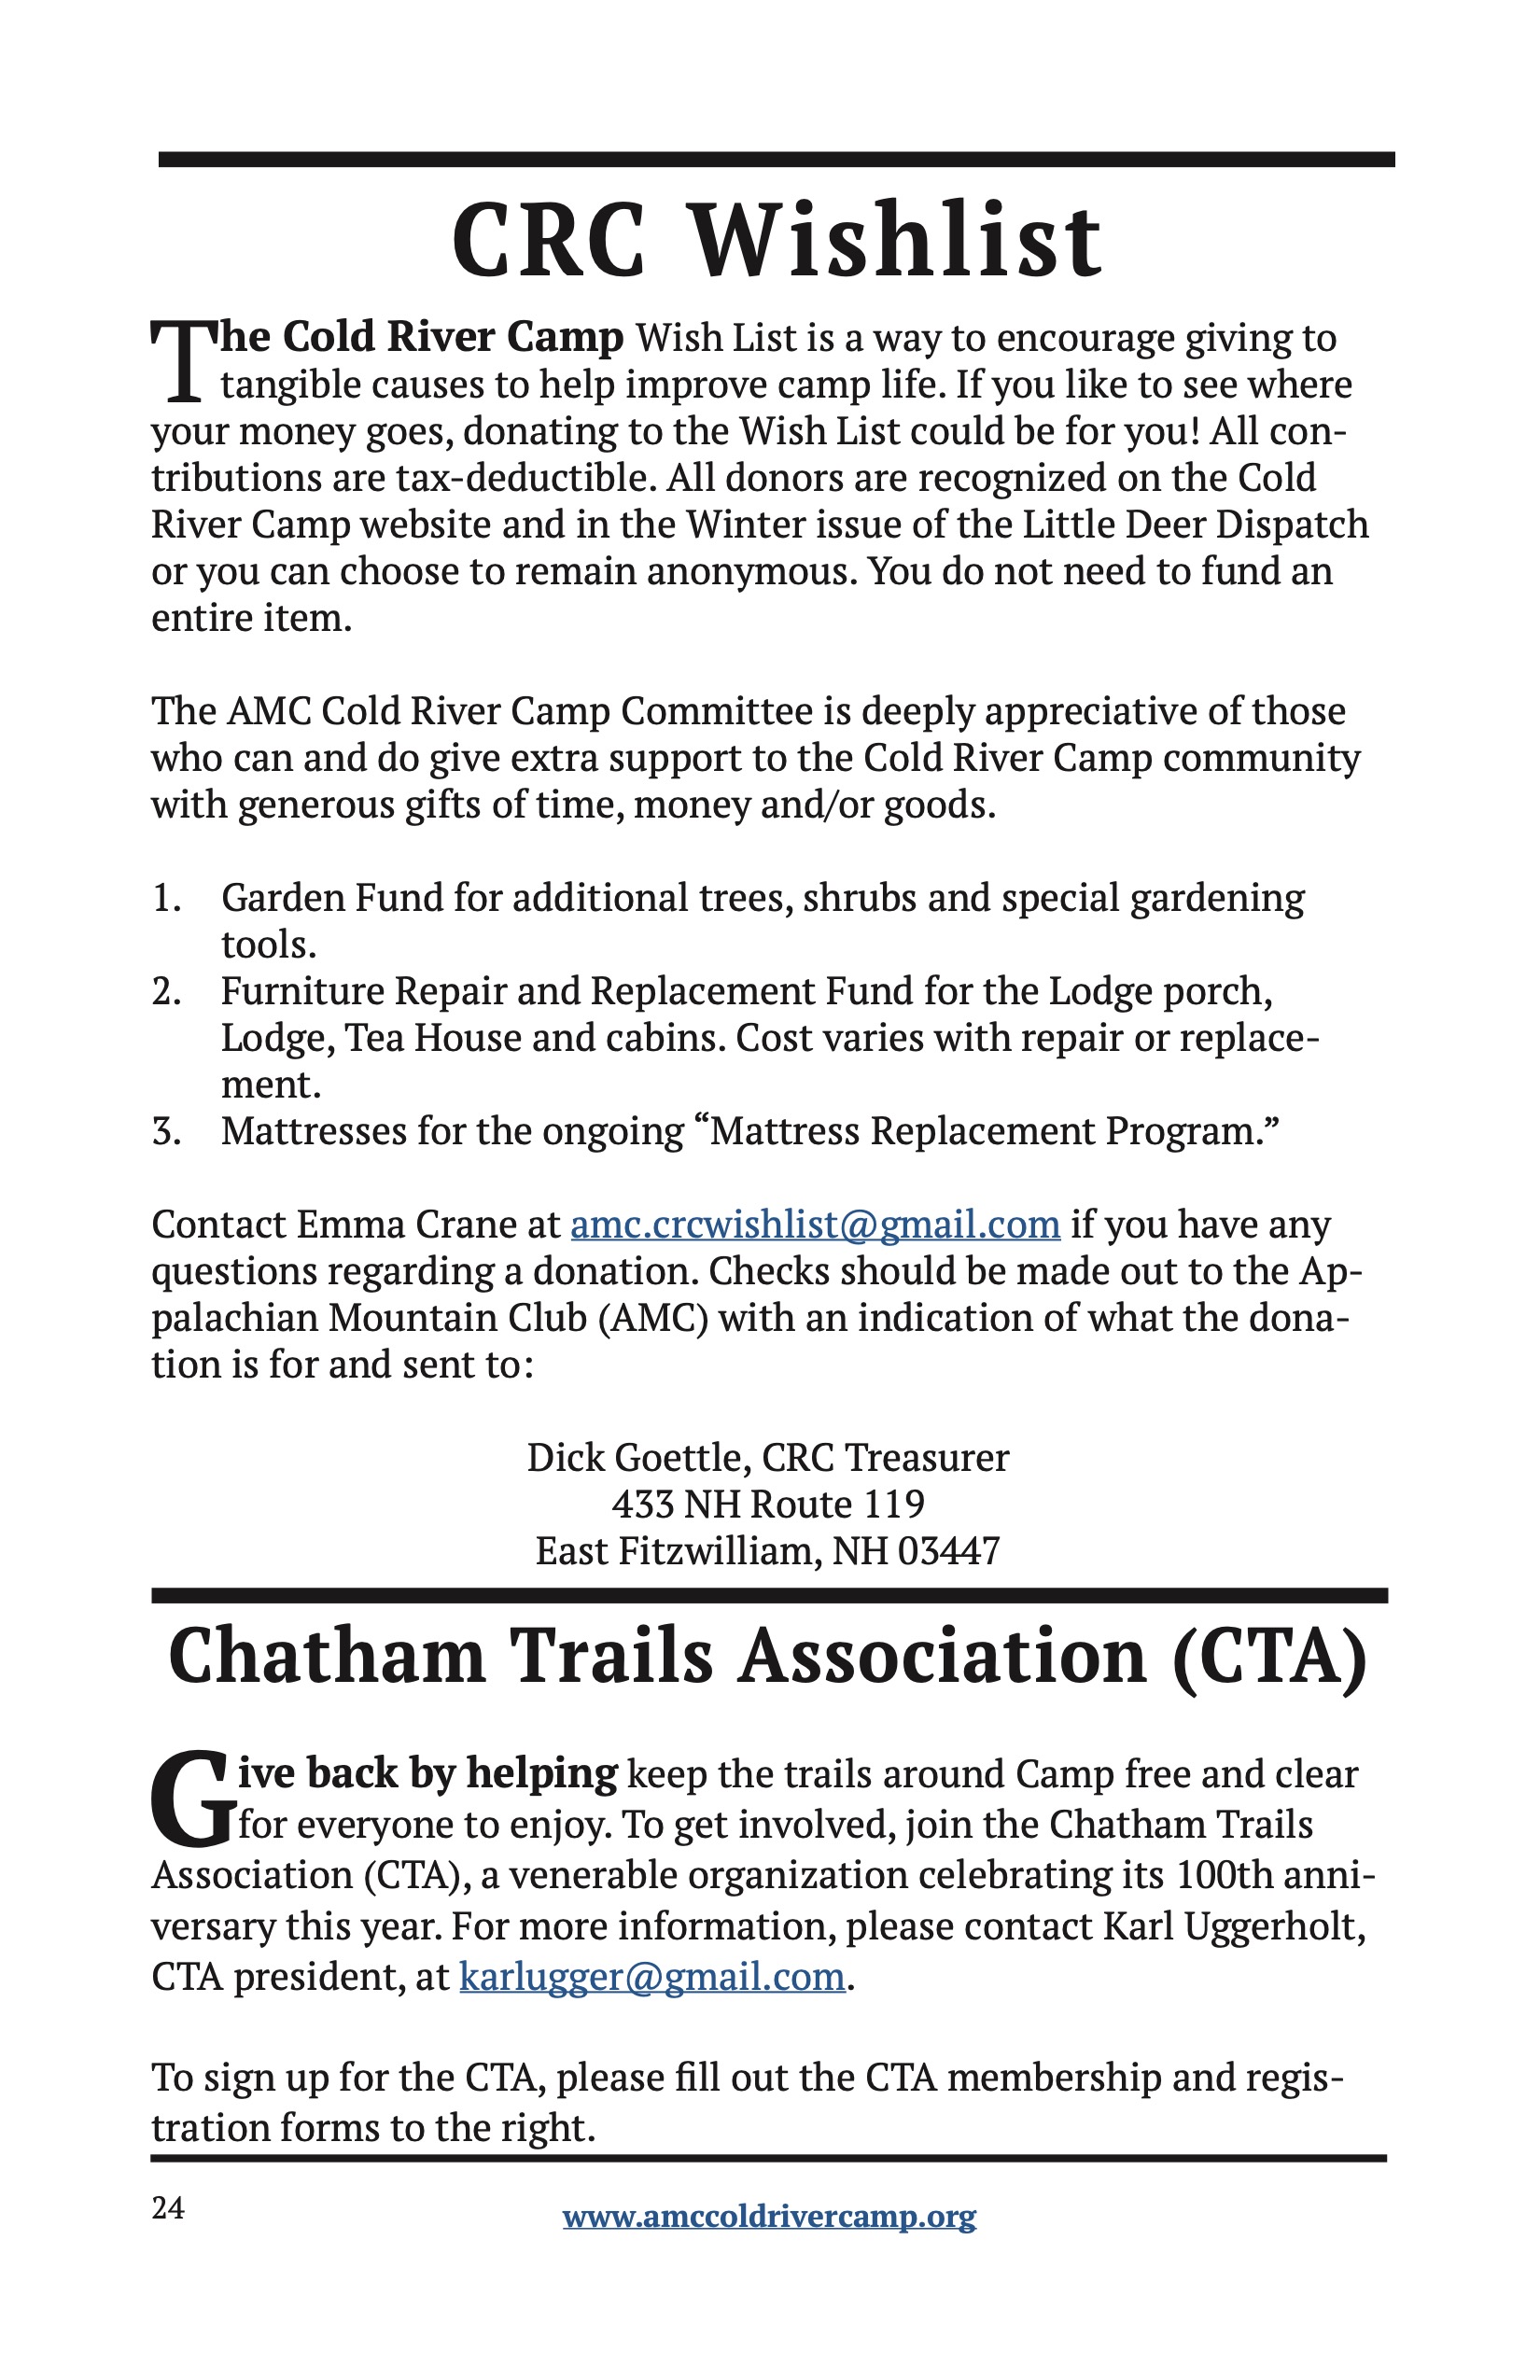 CRC Wishlist
The Cold River Camp Wish List is a way to encourage giving to
tangible causes to help improve camp life. If you like to see where
your money goes, donating to the Wish List could be for you! All con-
tributions are tax-deductible. All donors are recognized on the Cold
River Camp website and in the Winter issue of the Little Deer Dispatch
or you can choose to remain anonymous. You do not need to fund an
entire item.
The AMC Cold River Camp Committee is deeply appreciative of those
who can and do give extra support to the Cold River Camp community
with generous gifts of time, money and/or goods.
1. Garden Fund for additional trees, shrubs and special gardening
tools.
2. Furniture Repair and Replacement Fund for the Lodge porch,
Lodge, Tea House and cabins. Cost varies with repair or replace-
ment.
3. Mattresses for the ongoing “Mattress Replacement Program.”
Contact Emma Crane at amc.crcwishlist@gmail.com if you have any
questions regarding a donation. Checks should be made out to the Ap-
palachian Mountain Club (AMC) with an indication of what the dona-
tion is for and sent to:
Dick Goettle, CRC Treasurer
433 NH Route 119
East Fitzwilliam, NH 03447
Chatham Trails Association (CTA)
Give back by helping keep the trails around Camp free and clear
for everyone to enjoy. To get involved, join the Chatham Trails
Association (CTA), a venerable organization celebrating its 100th anni-
versary this year. For more information, please contact Karl Uggerholt,
CTA president, at karlugger@gmail.com.
To sign up for the CTA, please fill out the CTA membership and regis-
tration forms to the right.
24
www.amccoldrivercamp.org